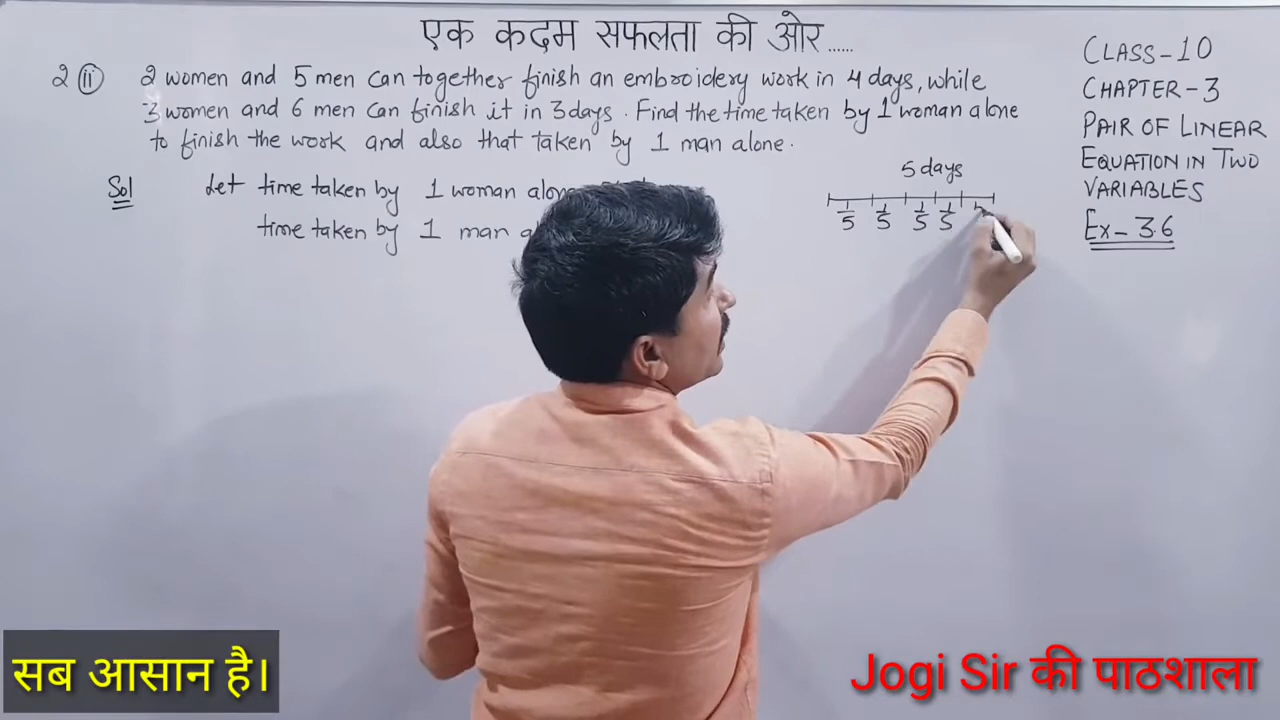 एक कदम सफलता की ओर......
2 (ii) 2 women and 5 men can together finish an embroidery work in 4 days, while
3 women and 6 men can finish it in 3 days. Find the time taken by 1 woman alone
to finish the work and also that taken by 1 man alone.
Sol Let time taken by 1 woman alone
time taken by 1 man
5 days
1/5 1/5 1/5 1/5
CLASS-10
CHAPTER-3
PAIR OF LINEAR
EQUATION IN TWO
VARIABLES
Ex-3.6
सब आसान है।
Jogi Sir की पाठशाला